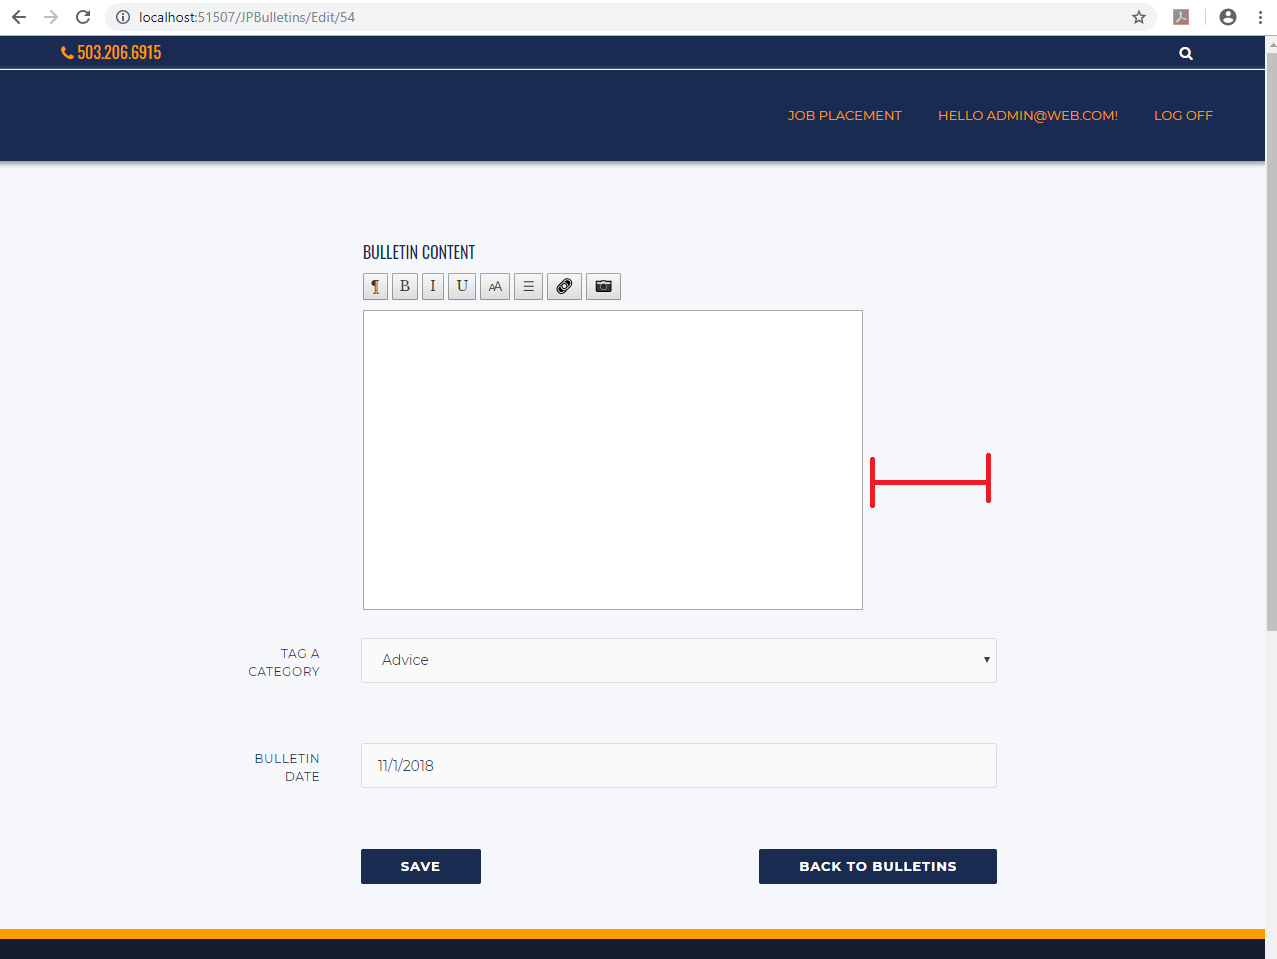 localhost:51507/JPBulletins/Edit/54
503.206.6915
JOB PLACEMENT HELLO ADMIN@WEB.COM! LOG OFF
BULLETIN CONTENT
¶ B I U AA ☰
TAG A
CATEGORY
Advice
BULLETIN
DATE
11/1/2018
SAVE BACK TO BULLETINS